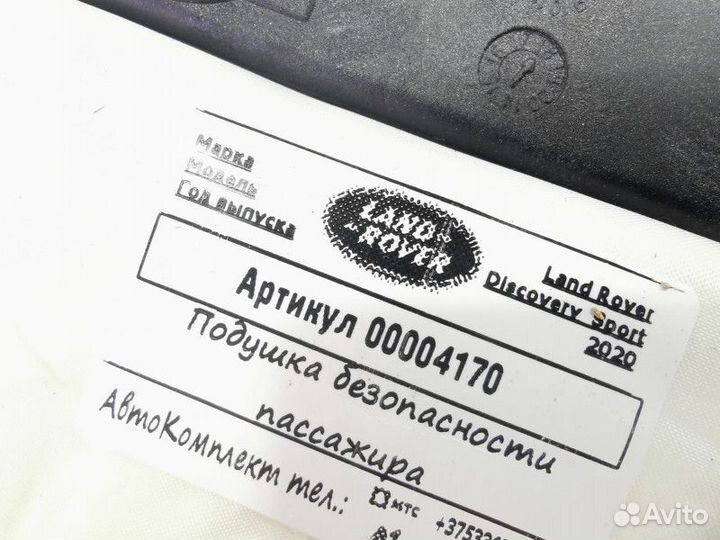 Марка
Модель
Год выпуска
LAND-
ROVER
Land Rover
Discovery Sport
2020
Артикул 00004170
Подушка безопасности
пассажира
АвтоКомплект тел.:
МТС
Avito